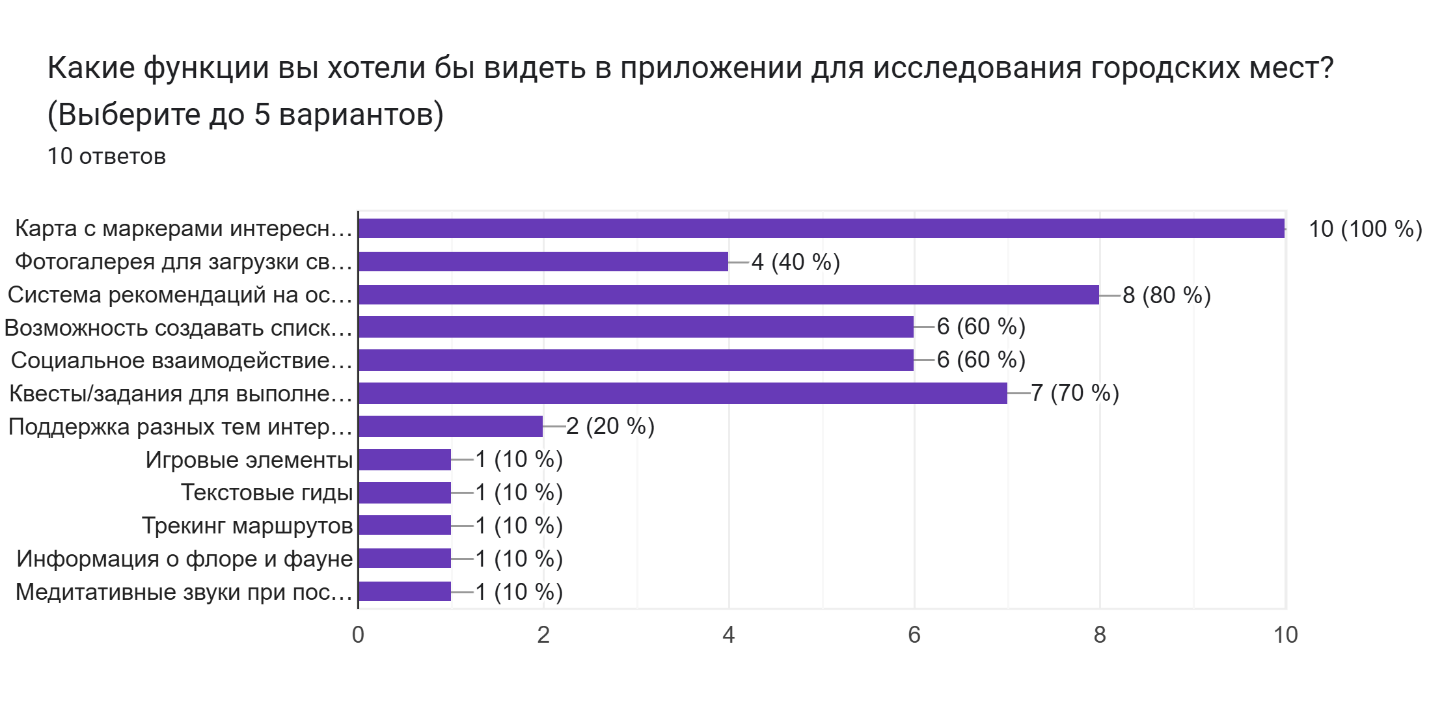 Какие функции вы хотели бы видеть в приложении для исследования городских мест?
(Выберите до 5 вариантов)
10 ответов
Карта с маркерами интересн… 10 (100 %)
Фотогалерея для загрузки св… 4 (40 %)
Система рекомендаций на ос… 8 (80 %)
Возможность создавать списк… 6 (60 %)
Социальное взаимодействие… 6 (60 %)
Квесты/задания для выполне… 7 (70 %)
Поддержка разных тем интер… 2 (20 %)
Игровые элементы 1 (10 %)
Текстовые гиды 1 (10 %)
Трекинг маршрутов 1 (10 %)
Информация о флоре и фауне 1 (10 %)
Медитативные звуки при пос… 1 (10 %)
0 2 4 6 8 10